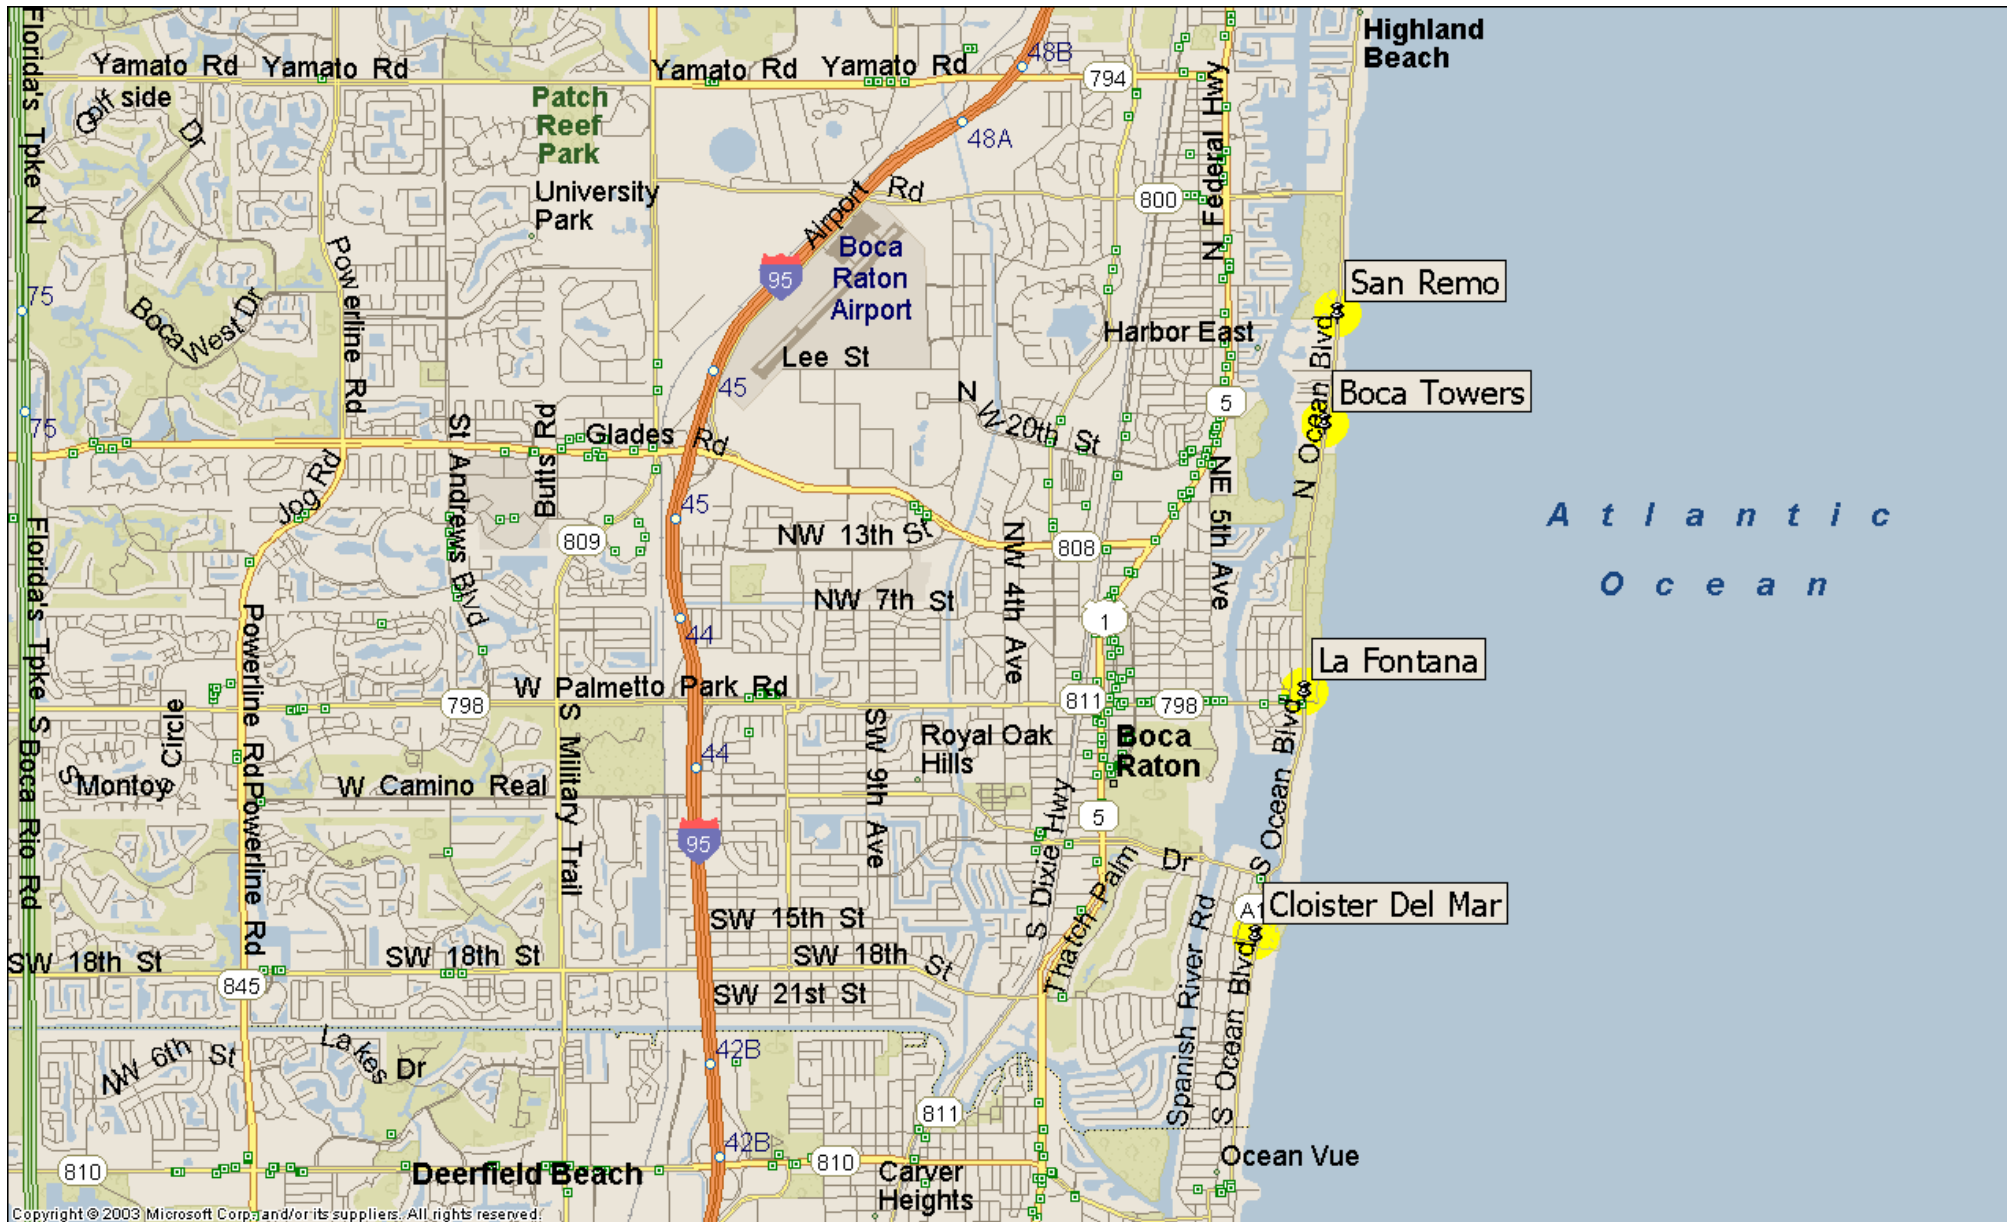 Highland
Beach
Florida's Tpke N
Yamato Rd
Yamato Rd
Yamato Rd
Yamato Rd
48B
794
Golf side
Dr
Patch
Reef
Park
48A
N Federal Hwy
University
Park
Airport
Rd
800
Powerline Rd
Boca
Raton
Airport
95
San Remo
75
Boca
West Dr
Harbor East
Lee St
45
N Ocean Blvd
Boca Towers
5
N
W 20th St
75
St Andrews Blvd
Butts Rd
Glades Rd
Jog Rd
NE 5th Ave
45
Atlantic
Ocean
809
NW 13th St
NW 4th Ave
808
Florida's Tpke S
NW 7th St
Powerline Rd
44
1
La Fontana
W Palmetto Park Rd
798
811
798
S Montoya Circle
S Military Trail
SW 9th Ave
Royal Oak
Hills
Boca
Raton
S Ocean Blvd
44
W Camino Real
Boca Rio Rd
Powerline Rd
95
5
S Dixie Hwy
Thatch Palm
Dr
Cloister Del Mar
A1
SW 15th St
SW 18th St
SW 18th St
SW 18th St
845
SW 21st St
Spanish River Rd
S Ocean Blvd
NW 6th St
Lakes
Dr
42B
811
42B
810
Deerfield Beach
810
Carver
Heights
Ocean Vue
Copyright © 2003 Microsoft Corp. and/or its suppliers. All rights reserved.